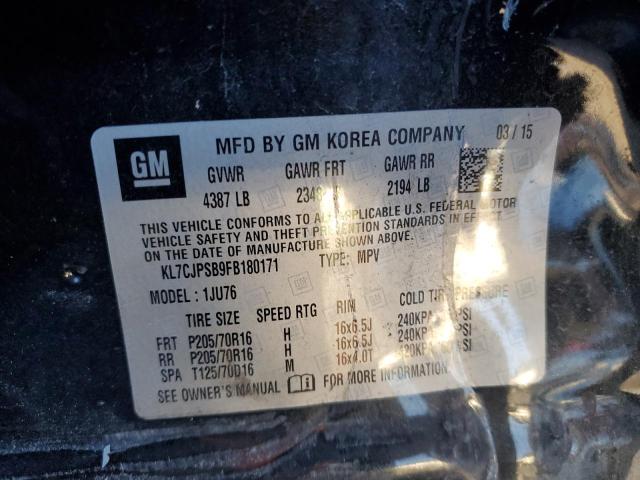 GM
MFD BY GM KOREA COMPANY 03/15
GVWR GAWR FRT GAWR RR
4387 LB 2194 LB
THIS VEHICLE CONFORMS TO ALL APPLICABLE U.S. FEDERAL MOTOR
VEHICLE SAFETY AND THEFT PREVENTION STANDARDS IN EFFECT
ON THE DATE OF MANUFACTURE SHOWN ABOVE.
KL7CJPSB9FB180171 TYPE: MPV
MODEL : 1JU76
TIRE SIZE SPEED RTG RIM COLD TIRE PRESSURE
FRT P205/70R16 H 16x6.5J
RR P205/70R16 H 16x6.5J
SPA T125/70D16 M 16x4.0T
SEE OWNER'S MANUAL FOR MORE INFORMATION.